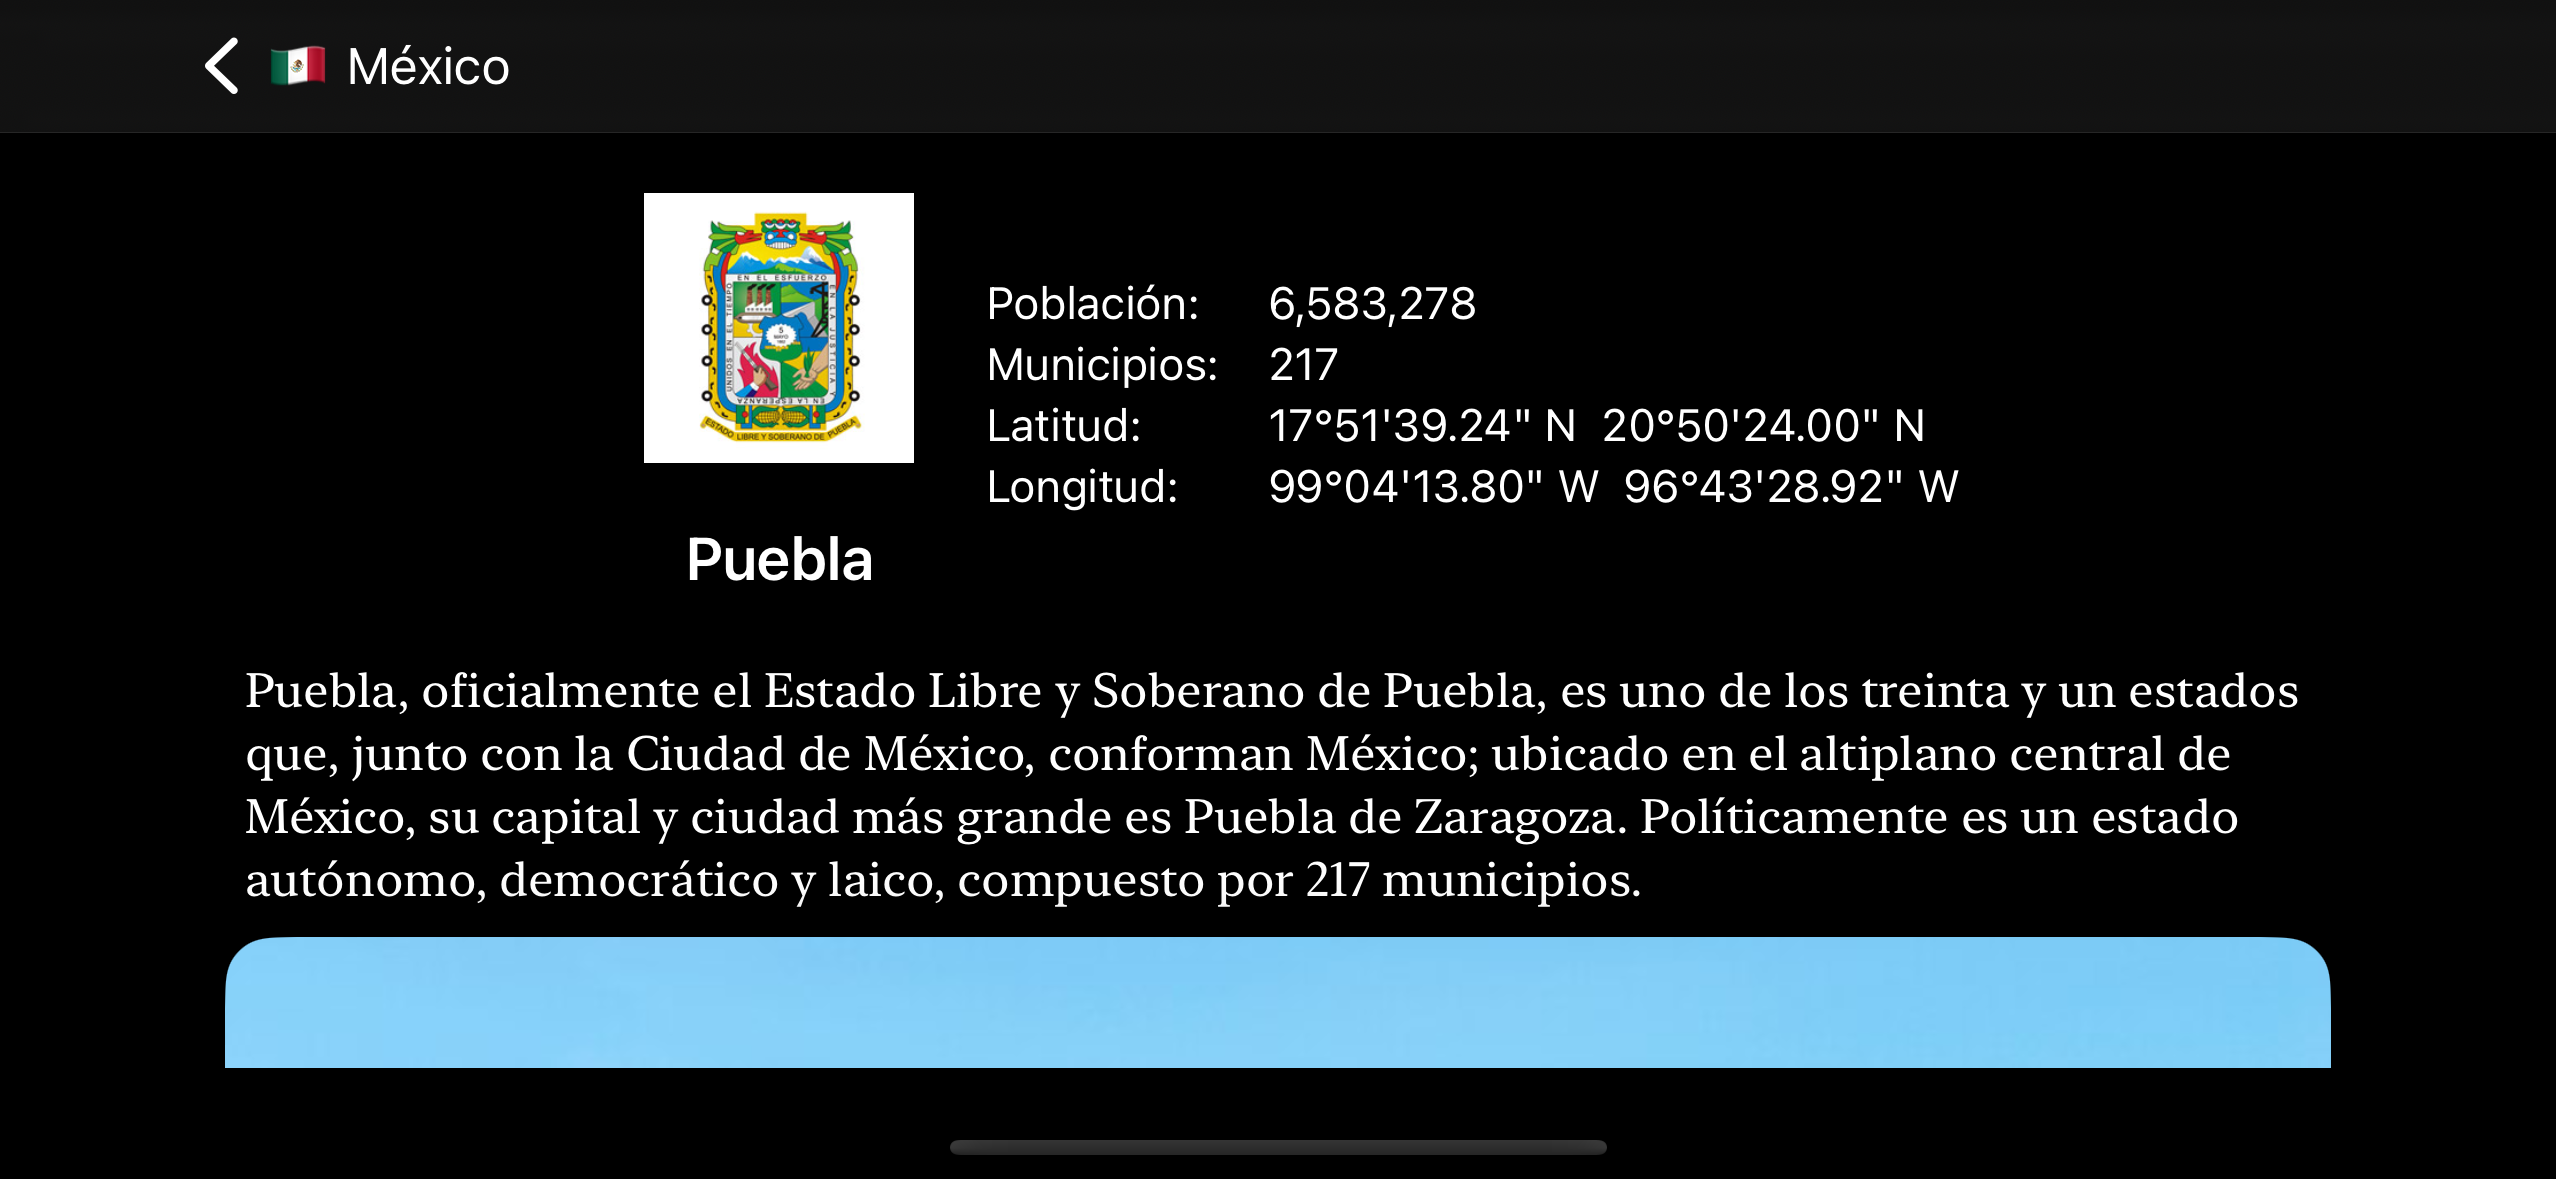 México
EN EL ESFUERZO
UNIDOS EN EL TIEMPO
EN LA JUSTICIA Y
EN LA ESPERANZA
5
MAYO
1862
ESTADO LIBRE Y SOBERANO DE PUEBLA
Población: 6,583,278
Municipios: 217
Latitud: 17°51'39.24" N 20°50'24.00" N
Longitud: 99°04'13.80" W 96°43'28.92" W
Puebla
Puebla, oficialmente el Estado Libre y Soberano de Puebla, es uno de los treinta y un estados
que, junto con la Ciudad de México, conforman México; ubicado en el altiplano central de
México, su capital y ciudad más grande es Puebla de Zaragoza. Políticamente es un estado
autónomo, democrático y laico, compuesto por 217 municipios.